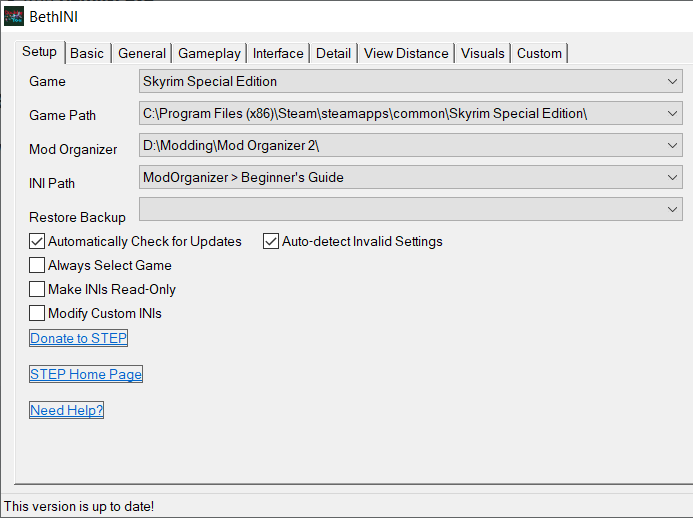 BethINI
Setup Basic General Gameplay Interface Detail View Distance Visuals Custom
Game Skyrim Special Edition
Game Path C:\Program Files (x86)\Steam\steamapps\common\Skyrim Special Edition\
Mod Organizer D:\Modding\Mod Organizer 2\
INI Path ModOrganizer > Beginner's Guide
Restore Backup
Automatically Check for Updates Auto-detect Invalid Settings
Always Select Game
Make INIs Read-Only
Modify Custom INIs
Donate to STEP
STEP Home Page
Need Help?
This version is up to date!